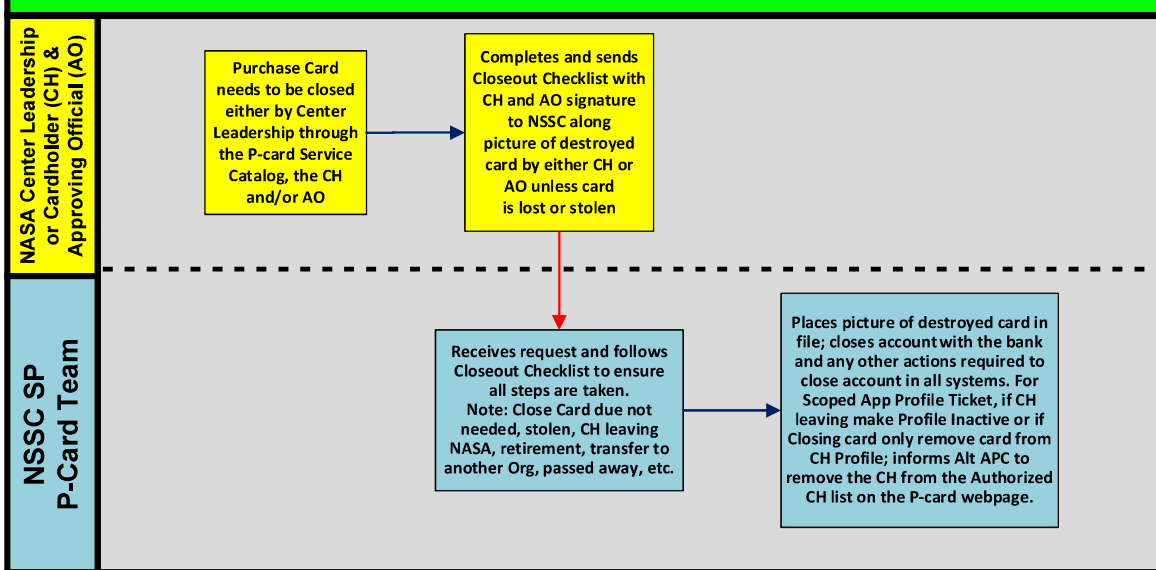 NASA Center Leadership
or Cardholder (CH) &
Approving Official (AO)
Purchase Card
needs to be closed
either by Center
Leadership through
the P-card Service
Catalog, the CH
and/or AO
Completes and sends
Closeout Checklist with
CH and AO signature
to NSSC along
picture of destroyed
card by either CH or
AO unless card
is lost or stolen
NSSC SP
P-Card Team
Receives request and follows
Closeout Checklist to ensure
all steps are taken.
Note: Close Card due not
needed, stolen, CH leaving
NASA, retirement, transfer to
another Org, passed away, etc.
Places picture of destroyed card in
file; closes account with the bank
and any other actions required to
close account in all systems. For
Scoped App Profile Ticket, if CH
leaving make Profile Inactive or if
Closing card only remove card from
CH Profile; informs Alt APC to
remove the CH from the Authorized
CH list on the P-card webpage.